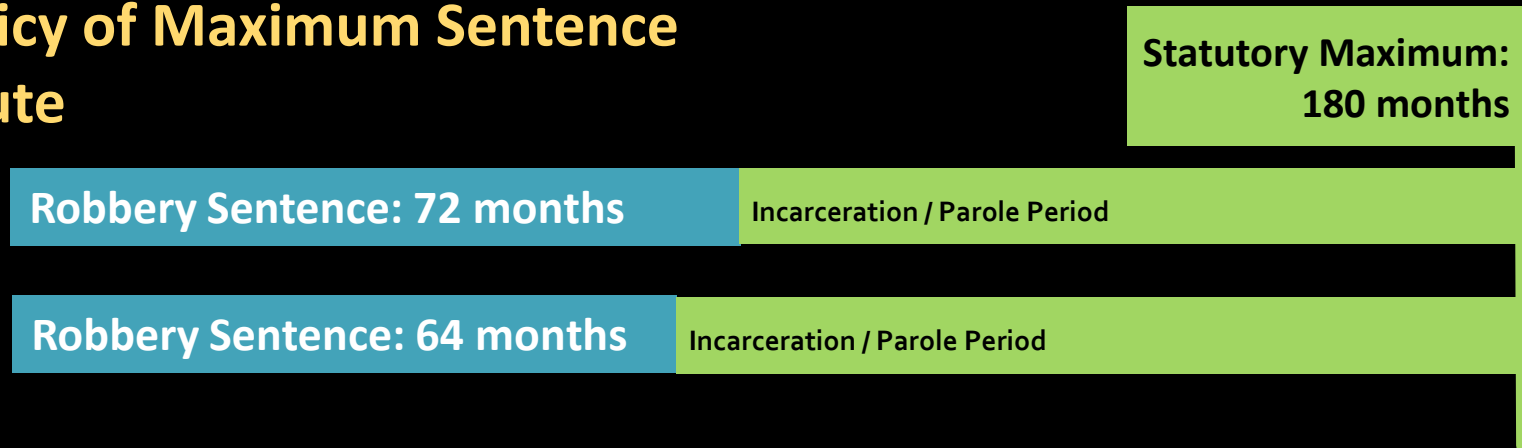 icy of Maximum Sentence
ute
Statutory Maximum:
180 months
Robbery Sentence: 72 months
Incarceration / Parole Period
Robbery Sentence: 64 months
Incarceration / Parole Period